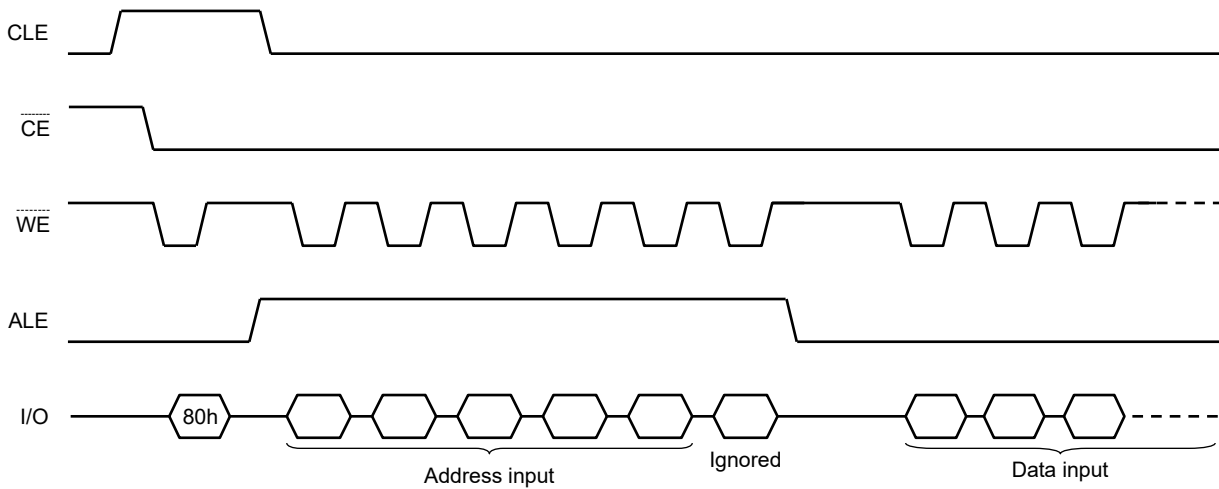 CLE
CE
WE
ALE
I/O
80h
Address input
Ignored
Data input